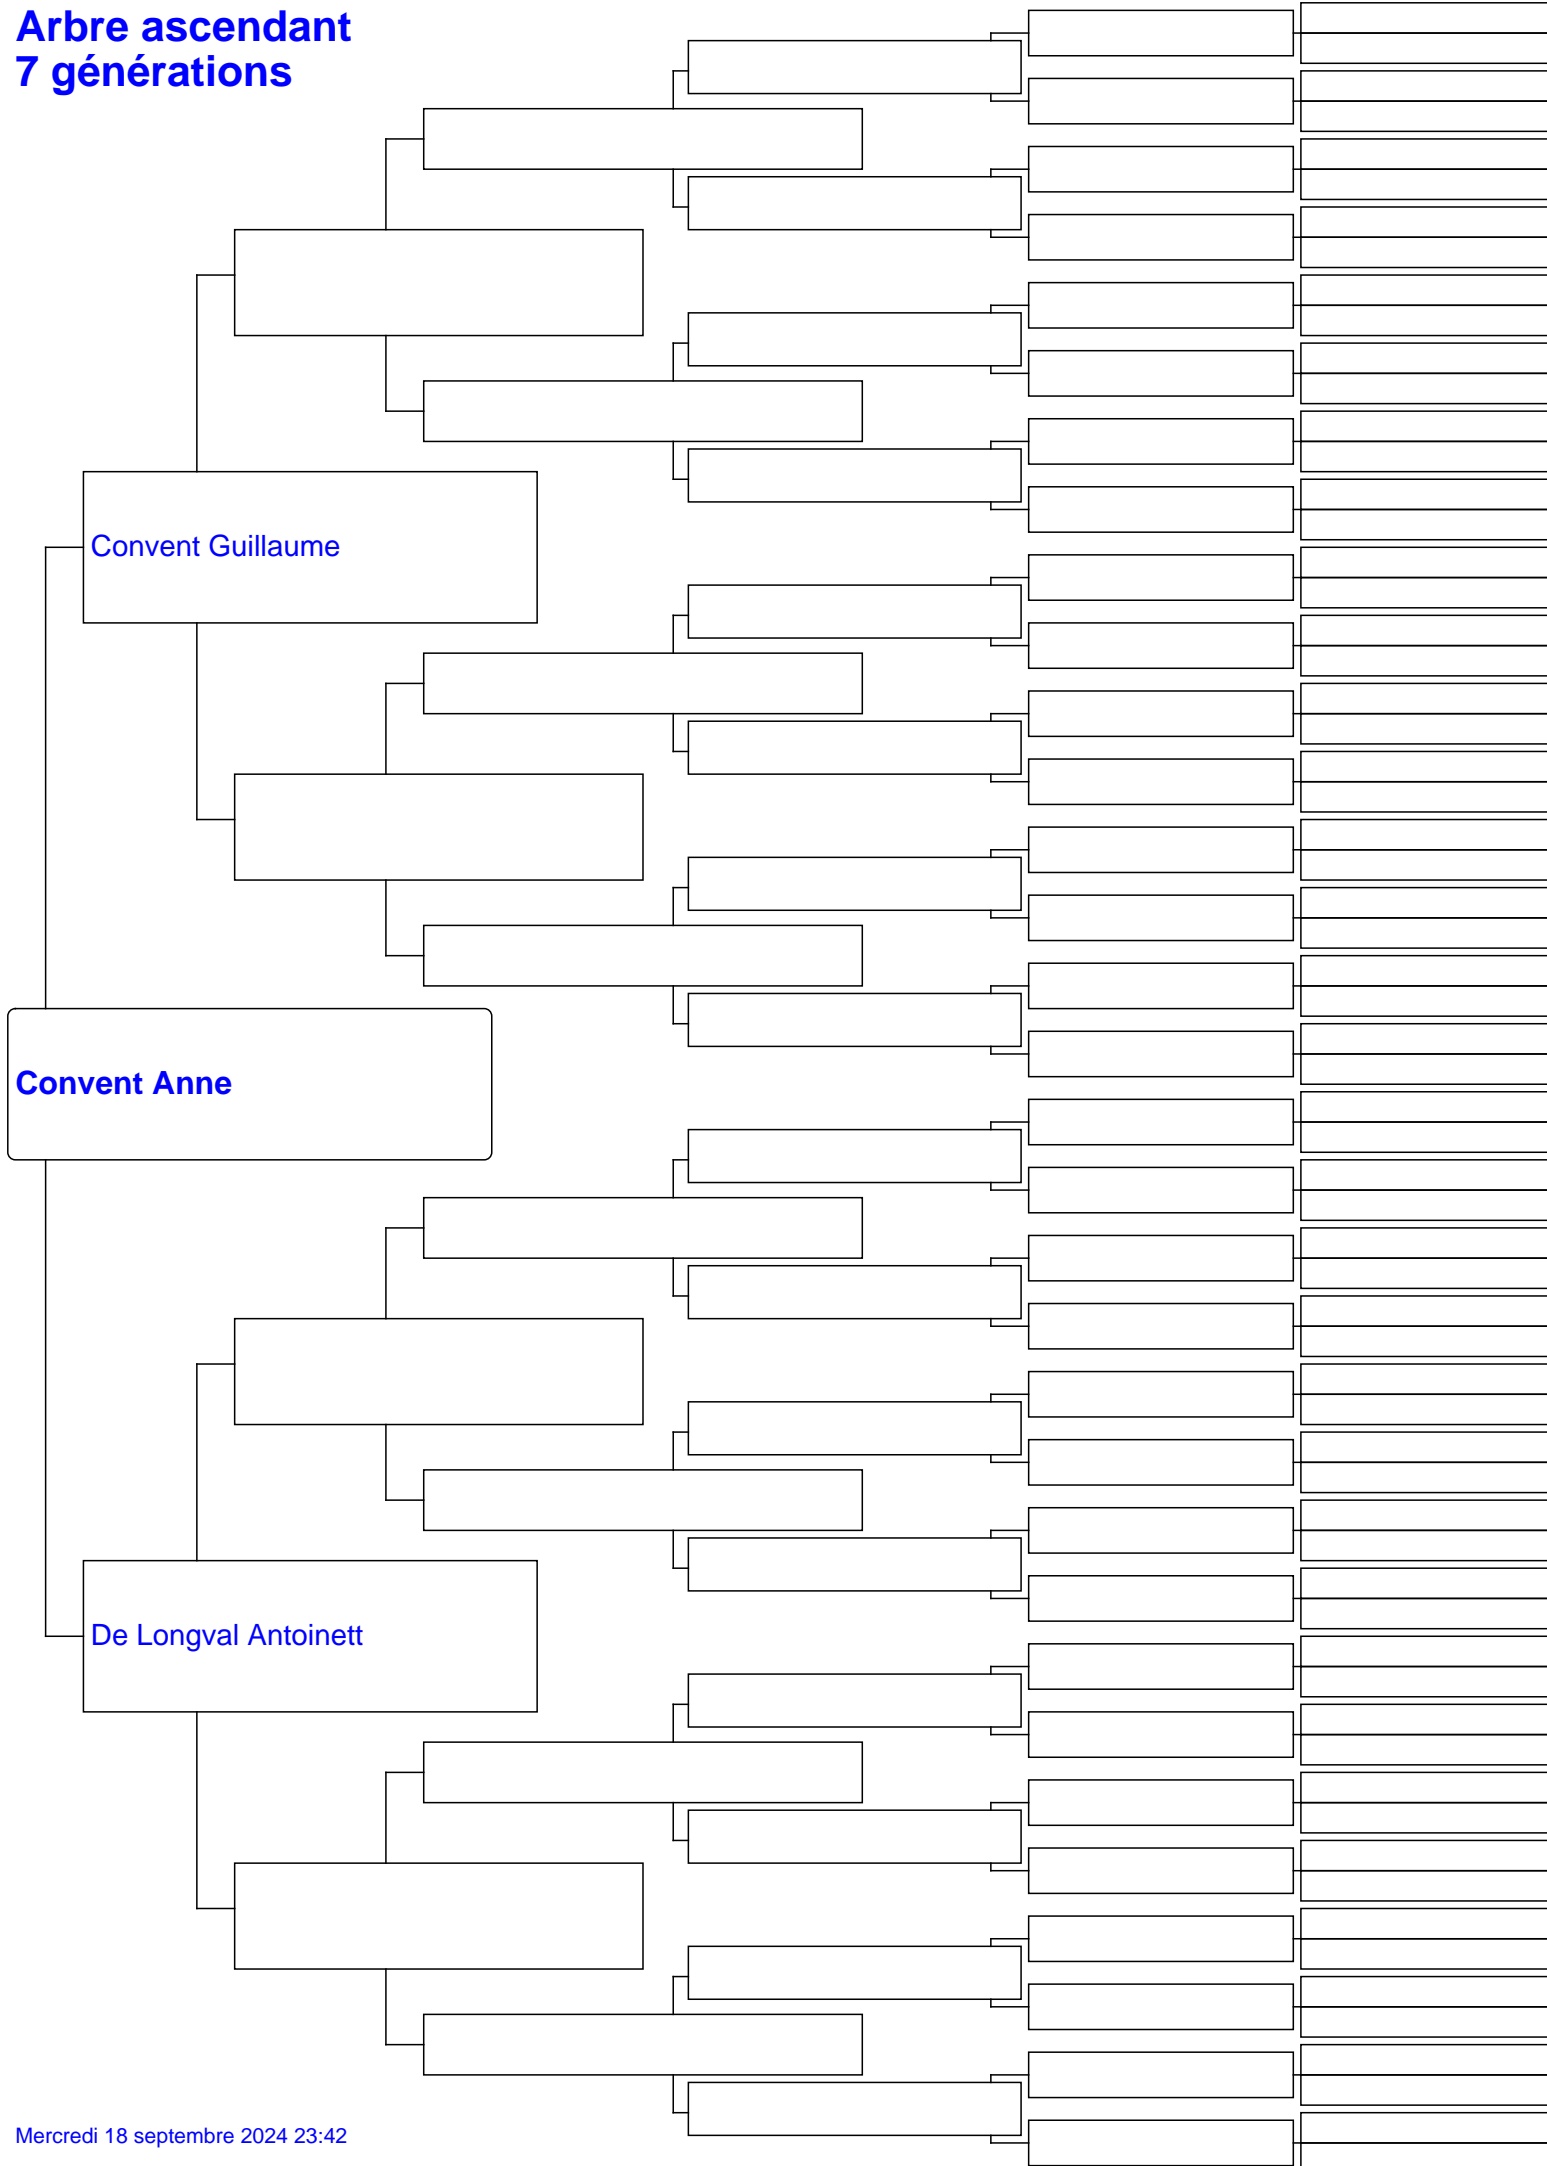 Arbre ascendant
7 générations
Convent Guillaume
Convent Anne
De Longval Antoinett
Mercredi 18 septembre 2024 23:42